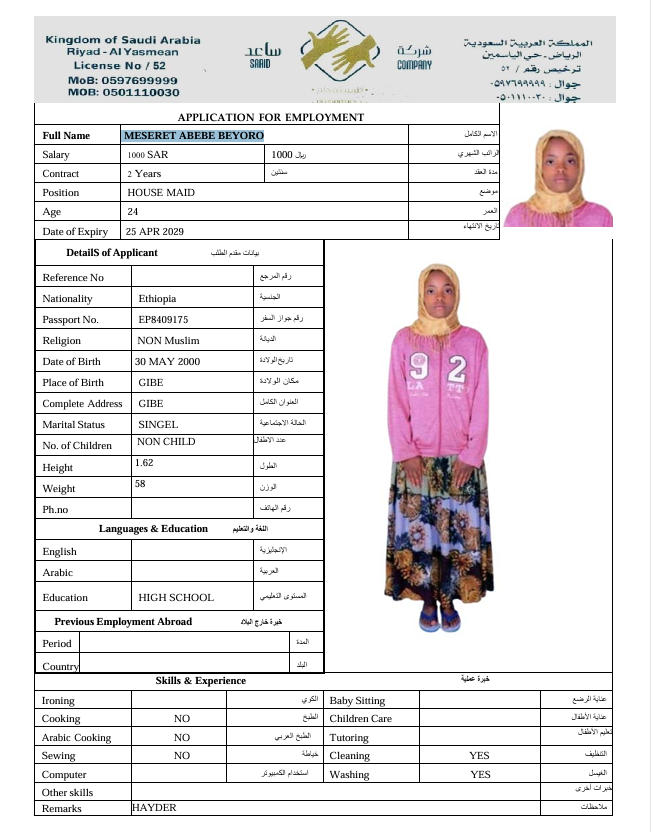 Kingdom of Saudi Arabia
Riyad - Al Yasmean
License No / 52
MoB: 0597699999
MOB: 0501110030
ساعد
SAAID
شركة
COMPANY
المملكة العربية السعودية
الرياض - حي الياسمين
ترخيص رقم / ٥٢
جوال : ٠٥٩٧٦٩٩٩٩٩
جوال : ٠٥٠١١١٠٠٣٠
APPLICATION FOR EMPLOYMENT
Full Name MESERET ABEBE BEYORO الاسم الكامل
Salary 1000 SAR 1000 ريال الراتب الشهري
Contract 2 Years سنتين مدة العقد
Position HOUSE MAID موضع
Age 24 العمر
Date of Expiry 25 APR 2029 تاريخ الانتهاء
DetailS of Applicant بيانات مقدم الطلب
Reference No رقم المرجع
Nationality Ethiopia الجنسية
Passport No. EP8409175 رقم جواز السفر
Religion NON Muslim الديانة
Date of Birth 30 MAY 2000 تاريخ الولادة
Place of Birth GIBE مكان الولادة
Complete Address GIBE العنوان الكامل
Marital Status SINGEL الحالة الاجتماعية
No. of Children NON CHILD عدد الاطفال
Height 1.62 الطول
Weight 58 الوزن
Ph.no رقم الهاتف
Languages & Education اللغة والتعليم
English الإنجليزية
Arabic العربية
Education HIGH SCHOOL المستوى التعليمي
Previous Employment Abroad خبرة خارج البلاد
Period المدة
Country البلد
9 2
LA TT
Skills & Experience خبرة عملية
Ironing الكوي Baby Sitting عناية الرضع
Cooking NO الطبخ Children Care عناية الأطفال
Arabic Cooking NO الطبخ العربي Tutoring تعليم الأطفال
Sewing NO خياطة Cleaning YES التنظيف
Computer استخدام الكمبيوتر Washing YES الغسيل
Other skills خبرات أخرى
Remarks HAYDER ملاحظات